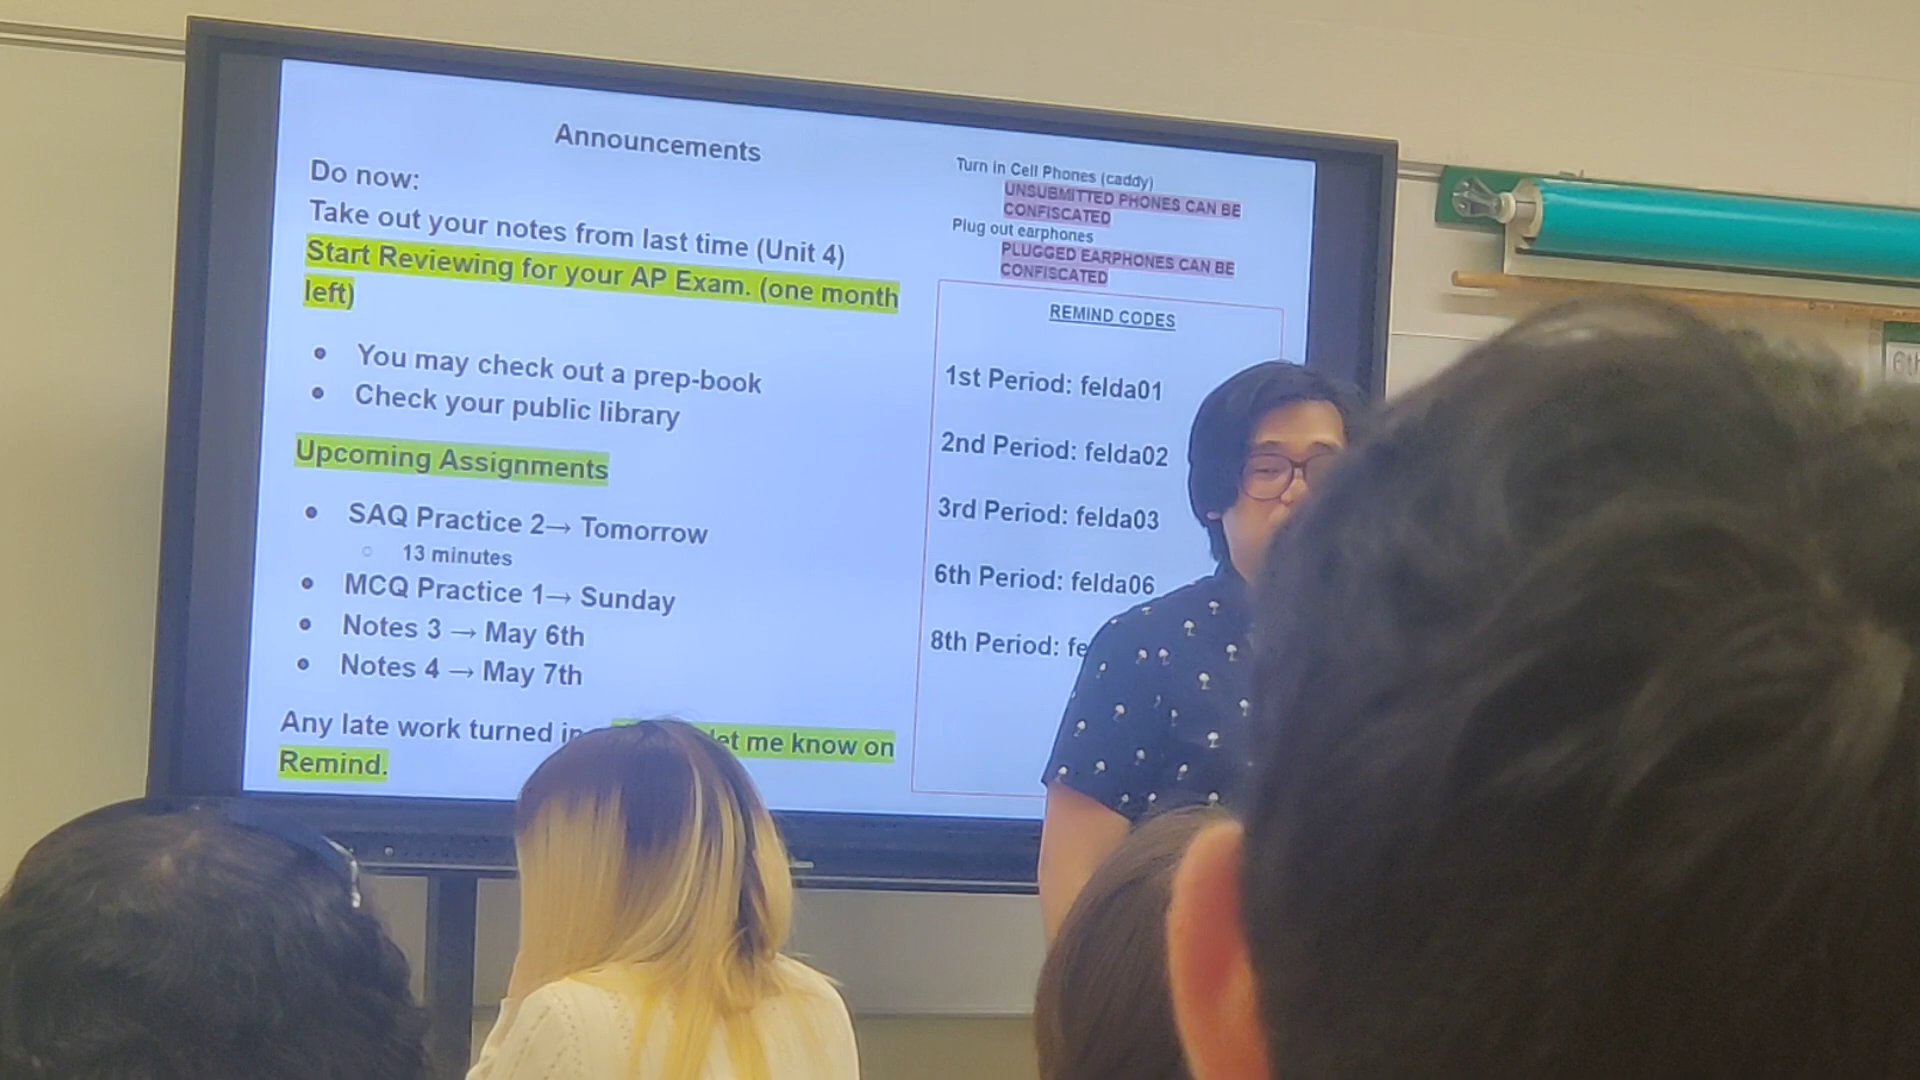 Announcements
Do now:
Take out your notes from last time (Unit 4)
Start Reviewing for your AP Exam. (one month
left)
● You may check out a prep-book
● Check your public library
Upcoming Assignments
● SAQ Practice 2→ Tomorrow
○ 13 minutes
● MCQ Practice 1→ Sunday
● Notes 3 → May 6th
● Notes 4 → May 7th
Any late work turned in let me know on
Remind.
Turn in Cell Phones (caddy)
UNSUBMITTED PHONES CAN BE
CONFISCATED
Plug out earphones
PLUGGED EARPHONES CAN BE
CONFISCATED
REMIND CODES
1st Period: felda01
2nd Period: felda02
3rd Period: felda03
6th Period: felda06
8th Period:
6th